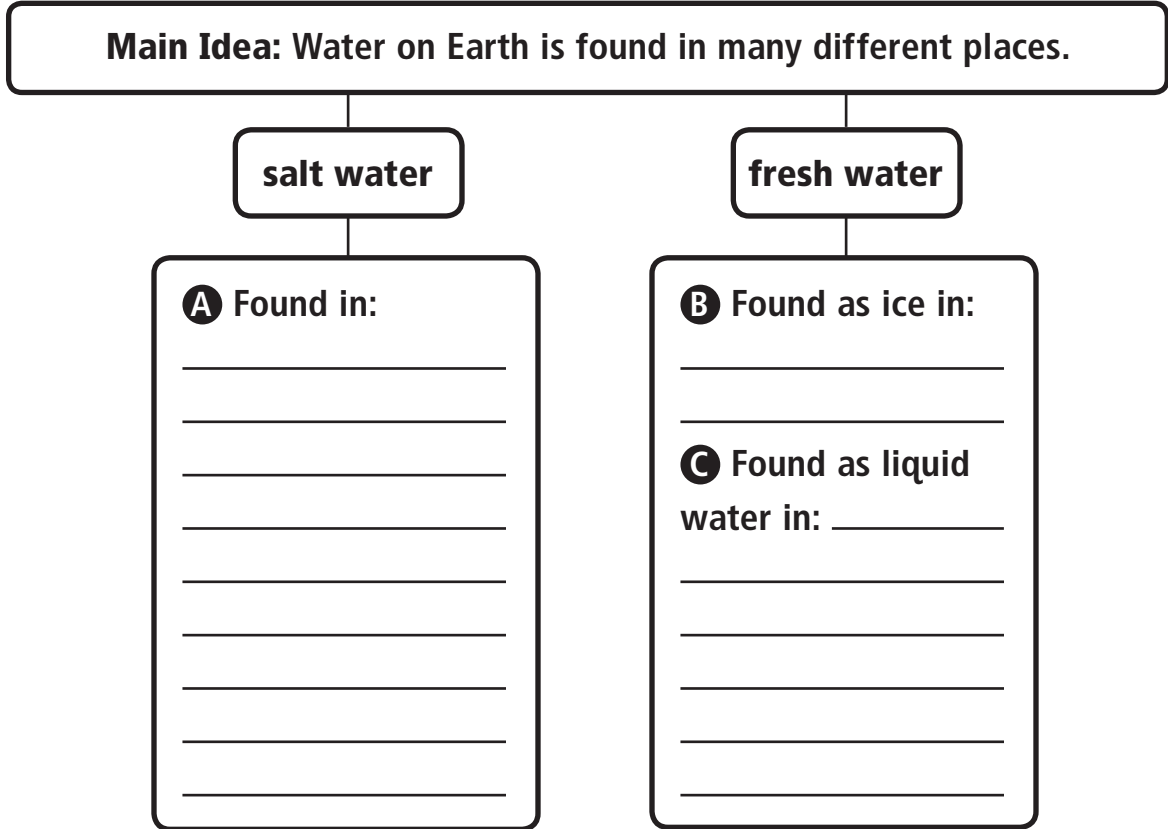 Main Idea: Water on Earth is found in many different places.
salt water
fresh water
A Found in:
B Found as ice in:
C Found as liquid
water in: